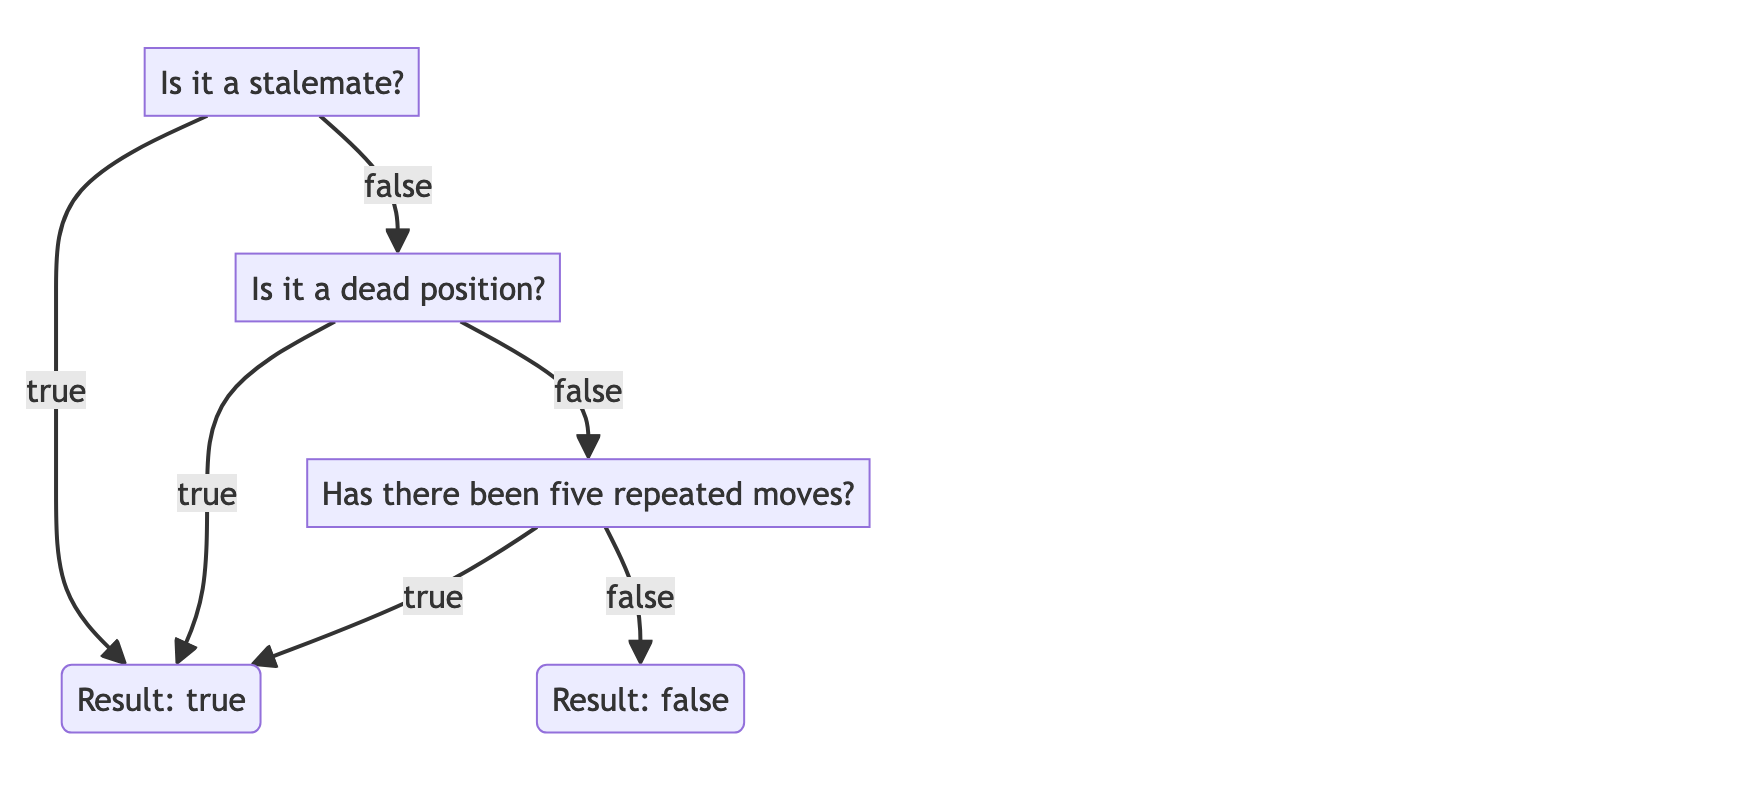 Is it a stalemate?
false
Is it a dead position?
true
false
true
Has there been five repeated moves?
true
false
Result: true
Result: false